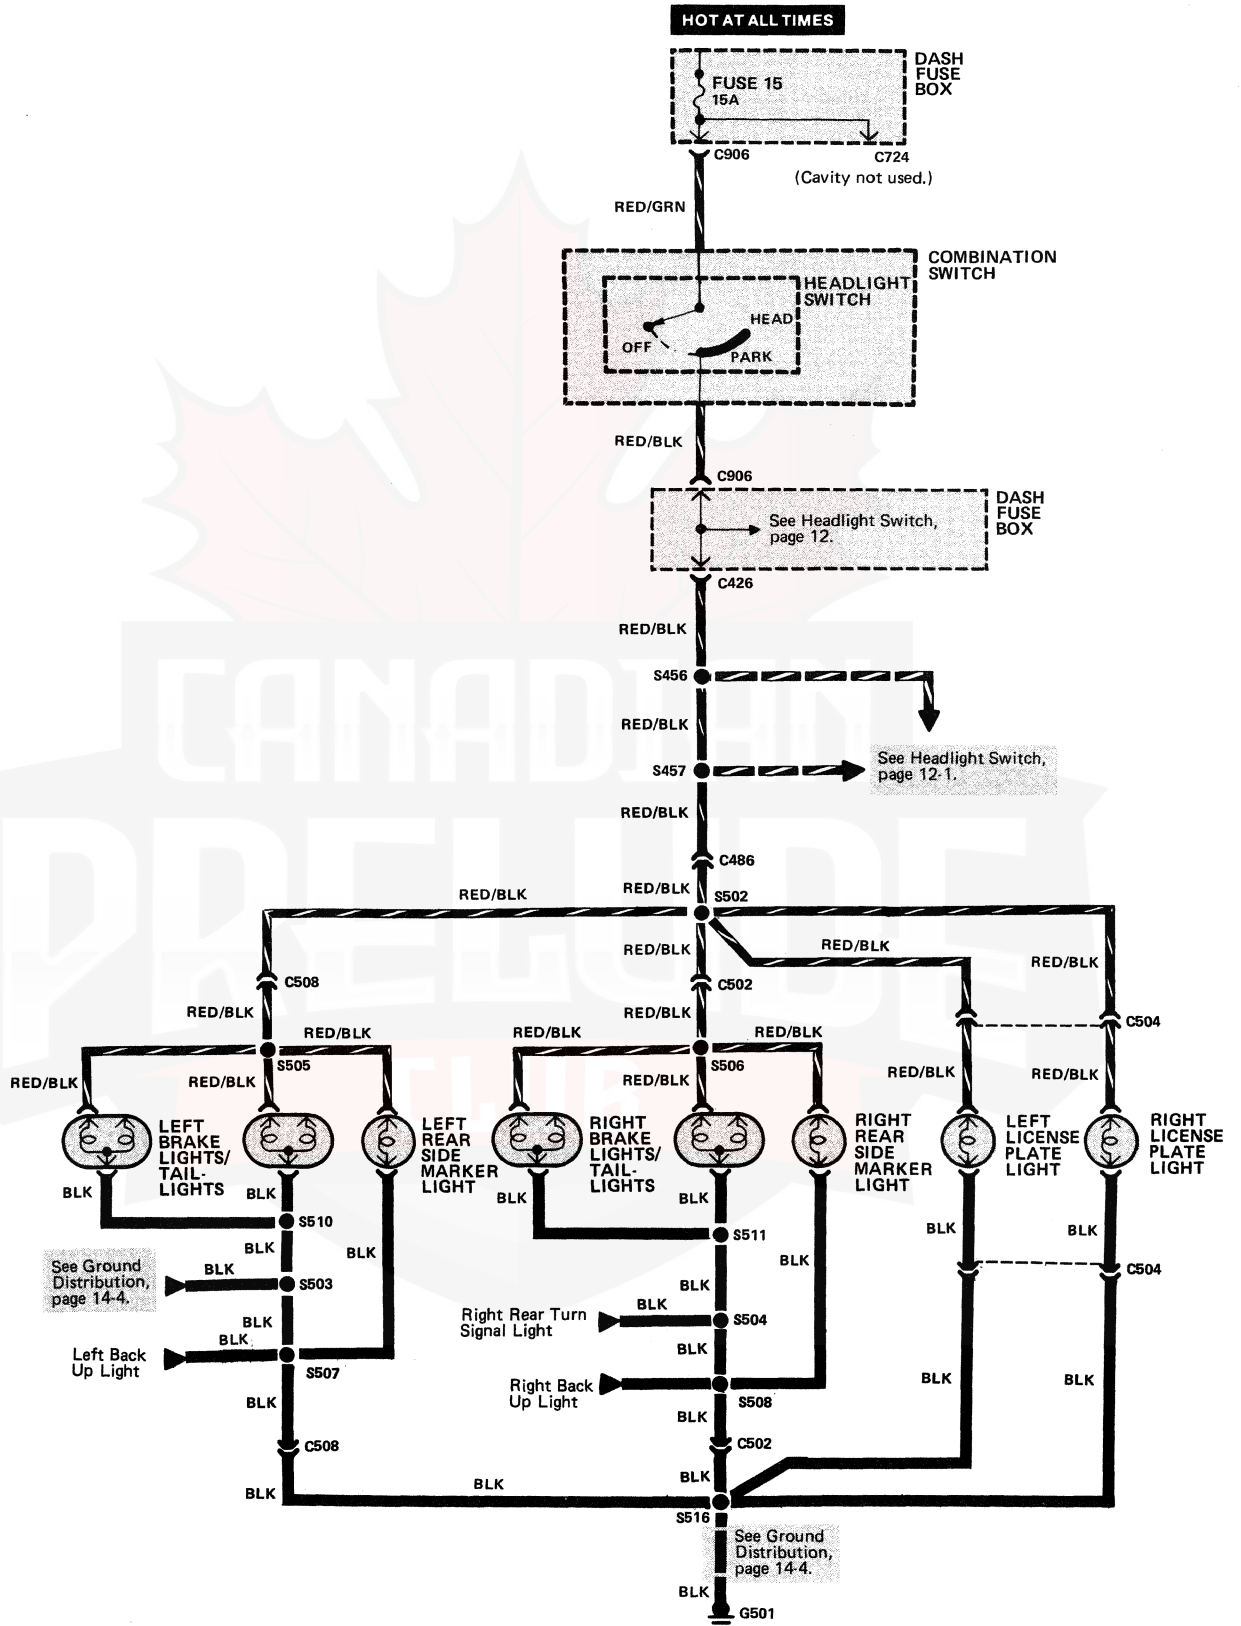 HOT AT ALL TIMES
DASH
FUSE
BOX
FUSE 15
15A
C906
C724
(Cavity not used.)
RED/GRN
COMBINATION
SWITCH
HEADLIGHT
SWITCH
HEAD
OFF
PARK
RED/BLK
C906
DASH
FUSE
BOX
See Headlight Switch,
page 12.
C426
RED/BLK
S456
RED/BLK
S457
See Headlight Switch,
page 12-1.
RED/BLK
C486
RED/BLK
RED/BLK
S502
RED/BLK
RED/BLK
RED/BLK
C508
C502
C504
RED/BLK
RED/BLK
RED/BLK
RED/BLK
RED/BLK
S505
S506
RED/BLK
RED/BLK
RED/BLK
RED/BLK
RED/BLK
LEFT
BRAKE
LIGHTS/
TAIL-
LIGHTS
LEFT
REAR
SIDE
MARKER
LIGHT
RIGHT
BRAKE
LIGHTS/
TAIL-
LIGHTS
RIGHT
REAR
SIDE
MARKER
LIGHT
LEFT
LICENSE
PLATE
LIGHT
RIGHT
LICENSE
PLATE
LIGHT
BLK
BLK
BLK
BLK
S510
S511
BLK
BLK
BLK
BLK
BLK
See Ground
Distribution,
page 14-4.
BLK
S503
C504
BLK
Right Rear Turn
Signal Light
BLK
S504
BLK
BLK
Left Back
Up Light
S507
BLK
Right Back
Up Light
S508
BLK
BLK
BLK
BLK
C508
C502
BLK
BLK
BLK
S516
See Ground
Distribution,
page 14-4.
BLK
G501
CANADIAN
PRELUDE
CLUB